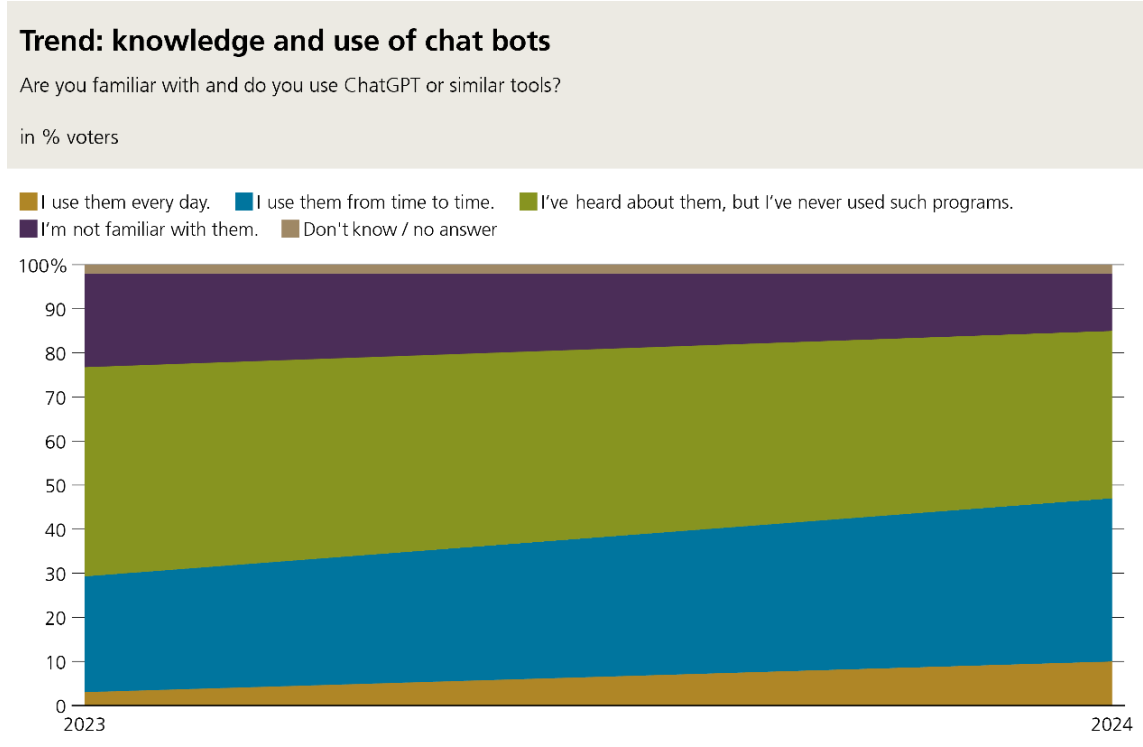 Trend: knowledge and use of chat bots
Are you familiar with and do you use ChatGPT or similar tools?
in % voters
I use them every day. I use them from time to time. I've heard about them, but I've never used such programs.
I'm not familiar with them. Don't know / no answer
100%
90
80
70
60
50
40
30
20
10
0
2023 2024